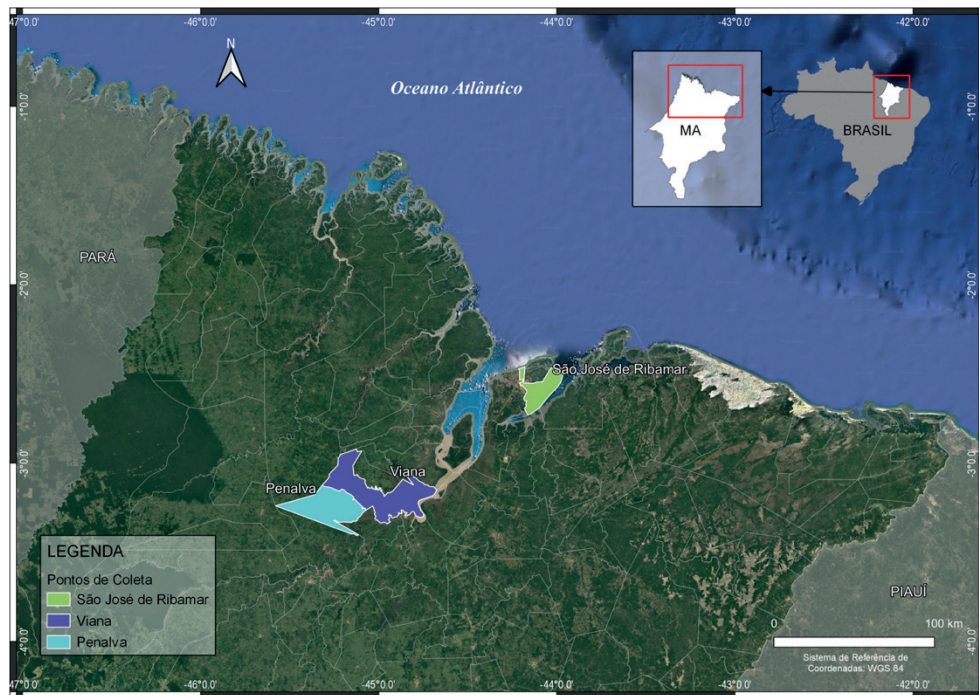 -47°0.0'
-46°0.0'
-45°0.0'
-44°0.0'
-43°0.0'
-42°0.0'
N
Oceano Atlântico
MA
BRASIL
-1°0.0'
-1°0.0'
PARÁ
-2°0.0'
-2°0.0'
São José de Ribamar
-3°0.0'
-3°0.0'
Viana
Penalva
LEGENDA
Pontos de Coleta
São José de Ribamar
Viana
Penalva
PIAUÍ
0
100 km
Sistema de Referência de
Coordenadas: WGS 84
-4°0.0'
-4°0.0'
-47°0.0'
-46°0.0'
-45°0.0'
-44°0.0'
-43°0.0'
-42°0.0'